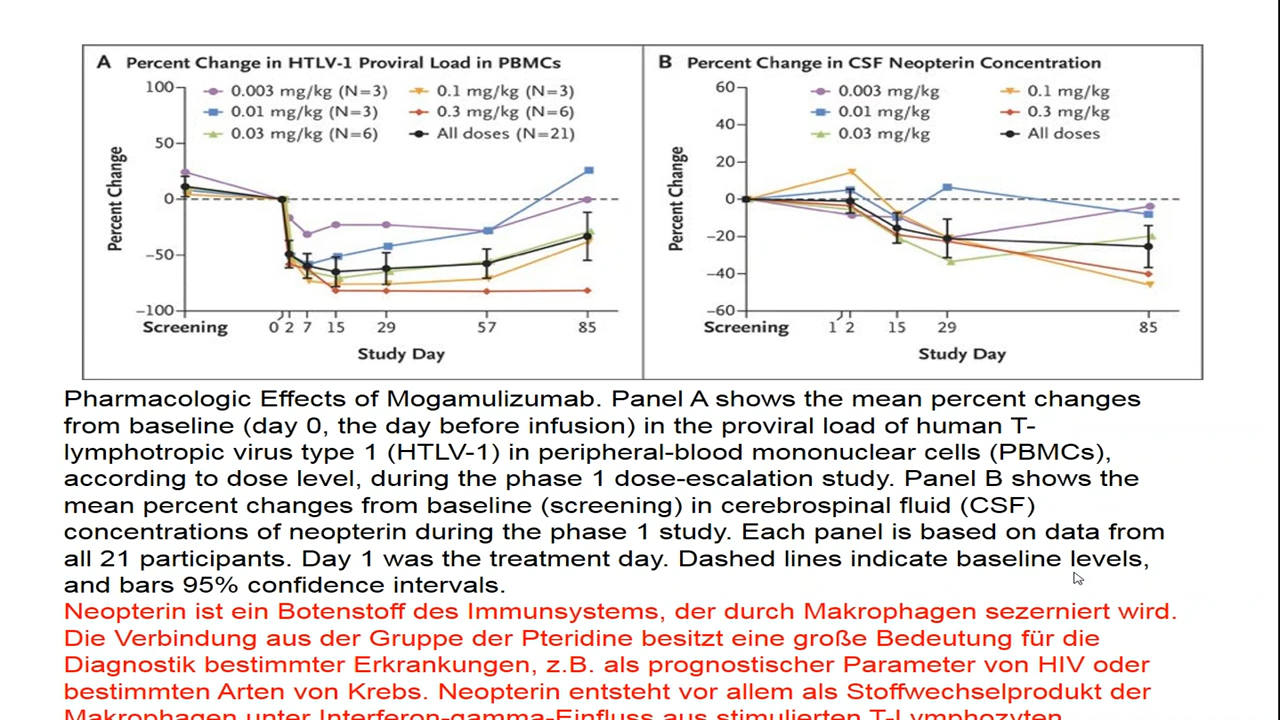 A Percent Change in HTLV-1 Proviral Load in PBMCs
0.003 mg/kg (N=3)
0.01 mg/kg (N=3)
0.03 mg/kg (N=6)
0.1 mg/kg (N=3)
0.3 mg/kg (N=6)
All doses (N=21)
Percent Change
100
50
0
−50
−100
Screening 0 2 7 15 29 57 85
Study Day
B Percent Change in CSF Neopterin Concentration
0.003 mg/kg
0.01 mg/kg
0.03 mg/kg
0.1 mg/kg
0.3 mg/kg
All doses
Percent Change
60
40
20
0
−20
−40
−60
Screening 1 2 15 29 85
Study Day
Pharmacologic Effects of Mogamulizumab. Panel A shows the mean percent changes
from baseline (day 0, the day before infusion) in the proviral load of human T-
lymphotropic virus type 1 (HTLV-1) in peripheral-blood mononuclear cells (PBMCs),
according to dose level, during the phase 1 dose-escalation study. Panel B shows the
mean percent changes from baseline (screening) in cerebrospinal fluid (CSF)
concentrations of neopterin during the phase 1 study. Each panel is based on data from
all 21 participants. Day 1 was the treatment day. Dashed lines indicate baseline levels,
and bars 95% confidence intervals.
Neopterin ist ein Botenstoff des Immunsystems, der durch Makrophagen sezerniert wird.
Die Verbindung aus der Gruppe der Pteridine besitzt eine große Bedeutung für die
Diagnostik bestimmter Erkrankungen, z.B. als prognostischer Parameter von HIV oder
bestimmten Arten von Krebs. Neopterin entsteht vor allem als Stoffwechselprodukt der
Makrophagen unter Interferon-gamma-Einfluss aus stimulierten T-Lymphozyten